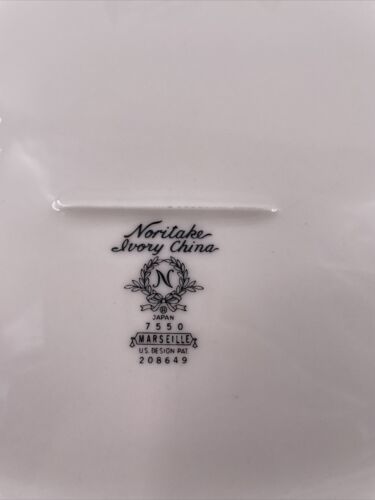 Noritake
Ivory China
N
®
JAPAN
7550
MARSEILLE
U.S. DESIGN PAT.
208649